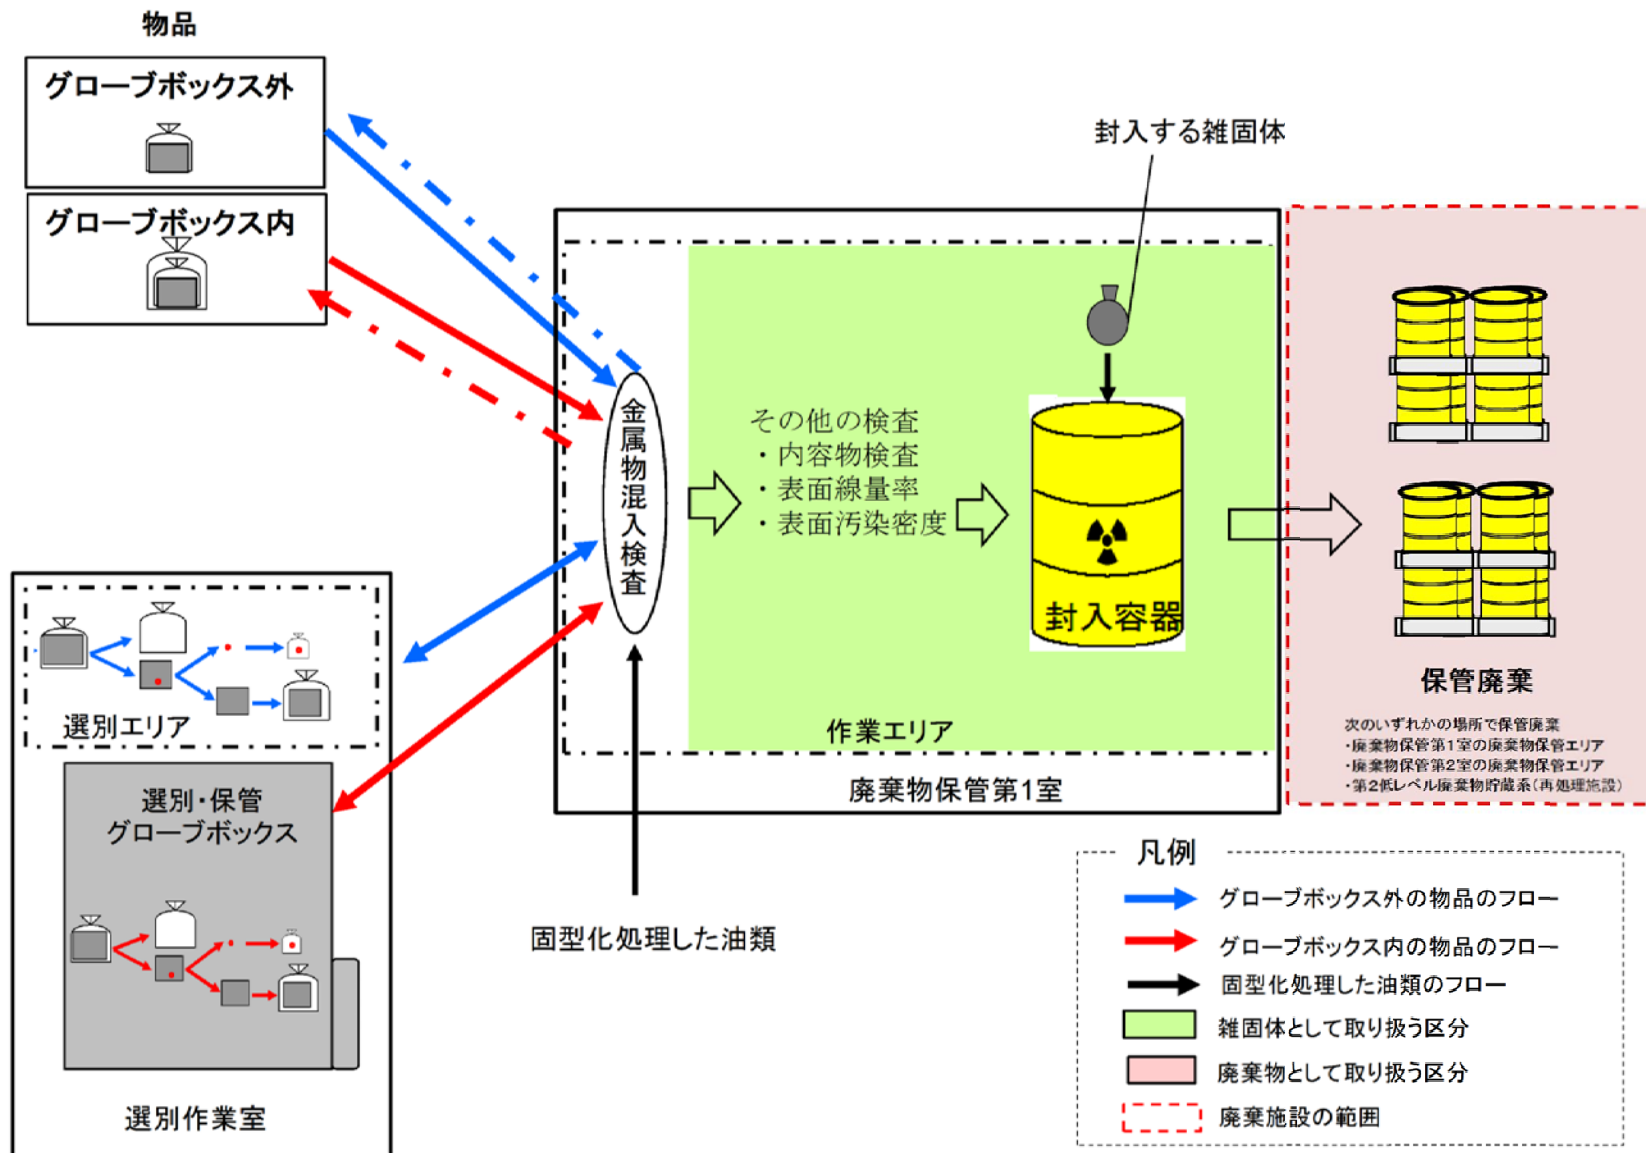 物品
グローブボックス外
グローブボックス内
封入する雑固体
金属物混入検査
その他の検査
・内容物検査
・表面線量率
・表面汚染密度
封入容器
作業エリア
廃棄物保管第1室
保管廃棄
次のいずれかの場所で保管廃棄
・廃棄物保管第1室の廃棄物保管エリア
・廃棄物保管第2室の廃棄物保管エリア
・第2低レベル廃棄物貯蔵系(再処理施設)
選別エリア
選別・保管
グローブボックス
選別作業室
固型化処理した油類
凡例
グローブボックス外の物品のフロー
グローブボックス内の物品のフロー
固型化処理した油類のフロー
雑固体として取り扱う区分
廃棄物として取り扱う区分
廃棄施設の範囲